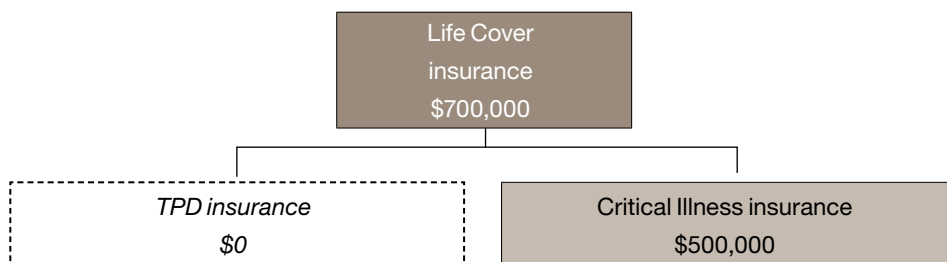 Life Cover
insurance
$700,000
TPD insurance
$0
Critical Illness insurance
$500,000